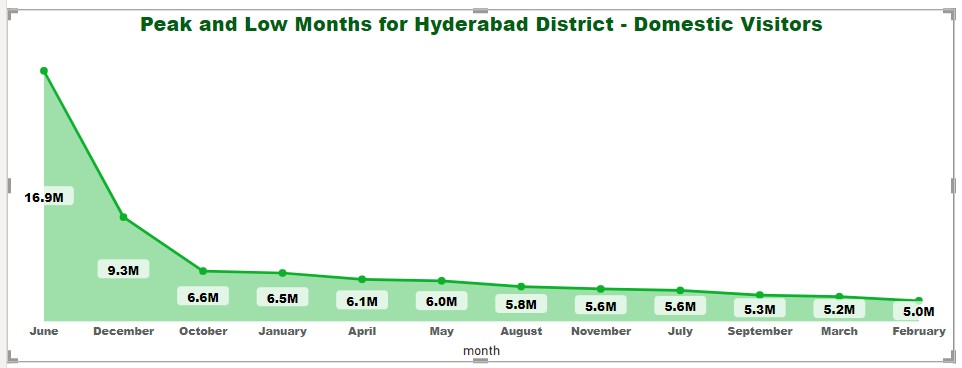 Peak and Low Months for Hyderabad District - Domestic Visitors
16.9M
9.3M
6.6M
6.5M
6.1M
6.0M
5.8M
5.6M
5.6M
5.3M
5.2M
5.0M
June December October January April May August November July September March February
month